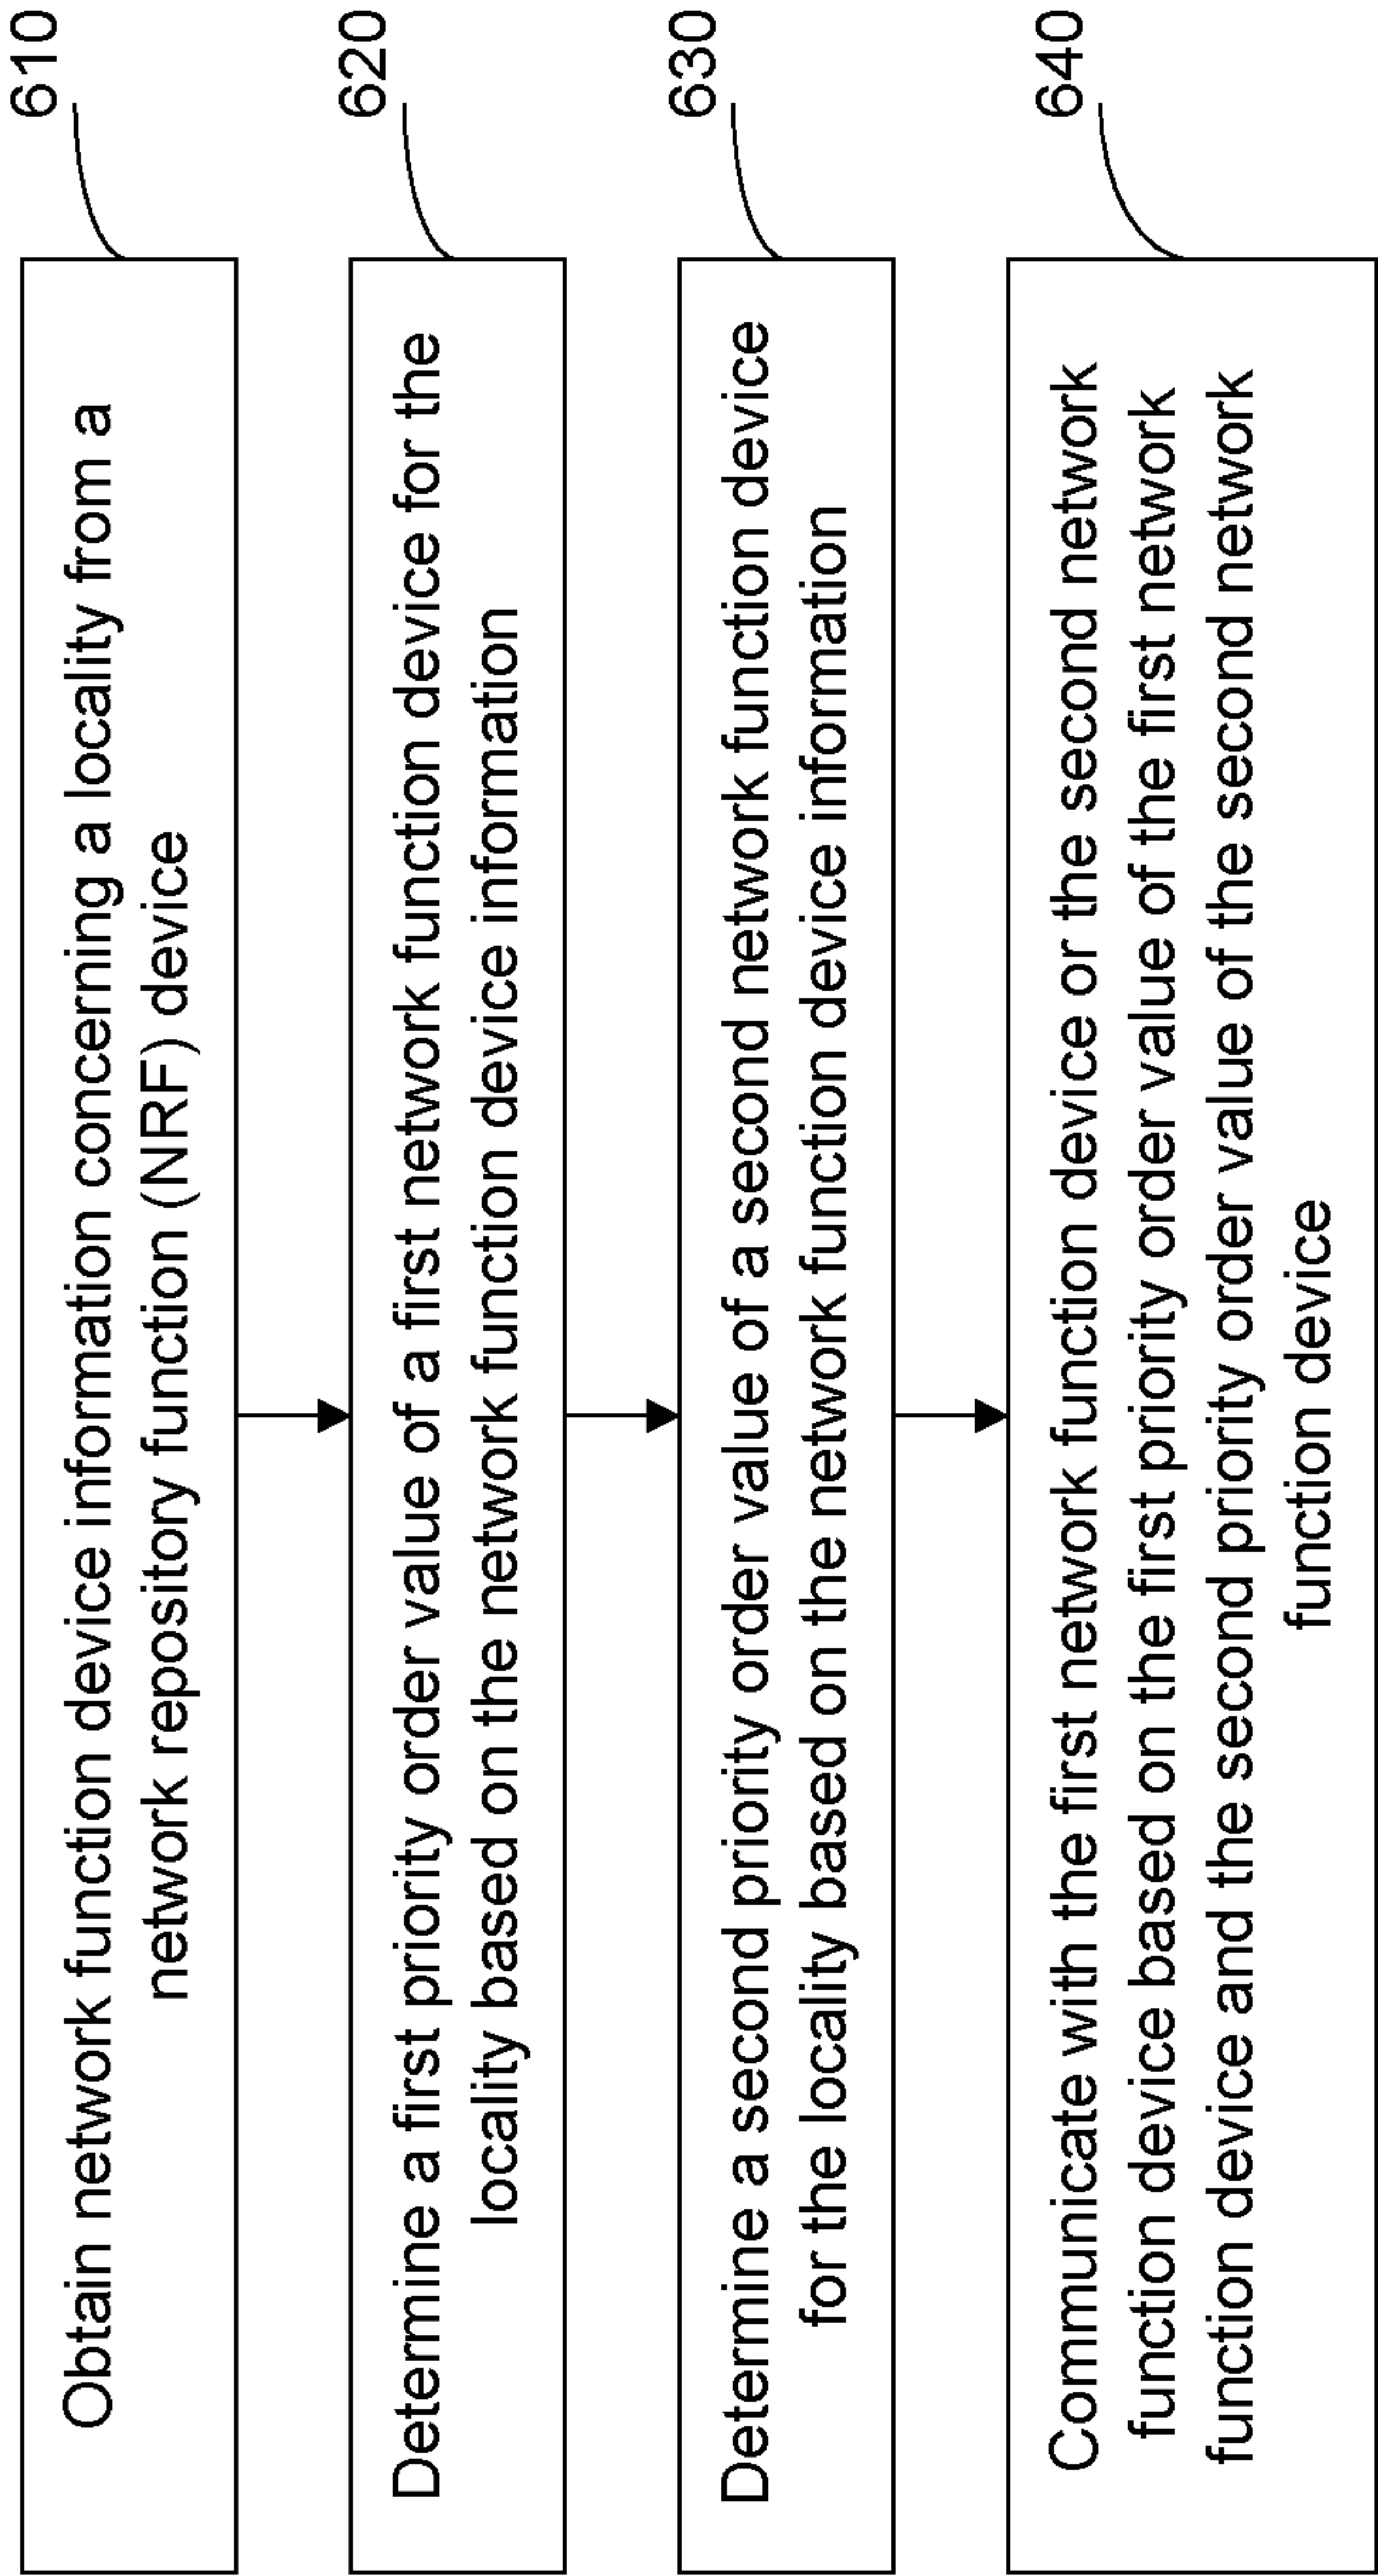 610
Obtain network function device information concerning a locality from a
network repository function (NRF) device
620
Determine a first priority order value of a first network function device for the
locality based on the network function device information
630
Determine a second priority order value of a second network function device
for the locality based on the network function device information
640
Communicate with the first network function device or the second network
function device based on the first priority order value of the first network
function device and the second priority order value of the second network
function device